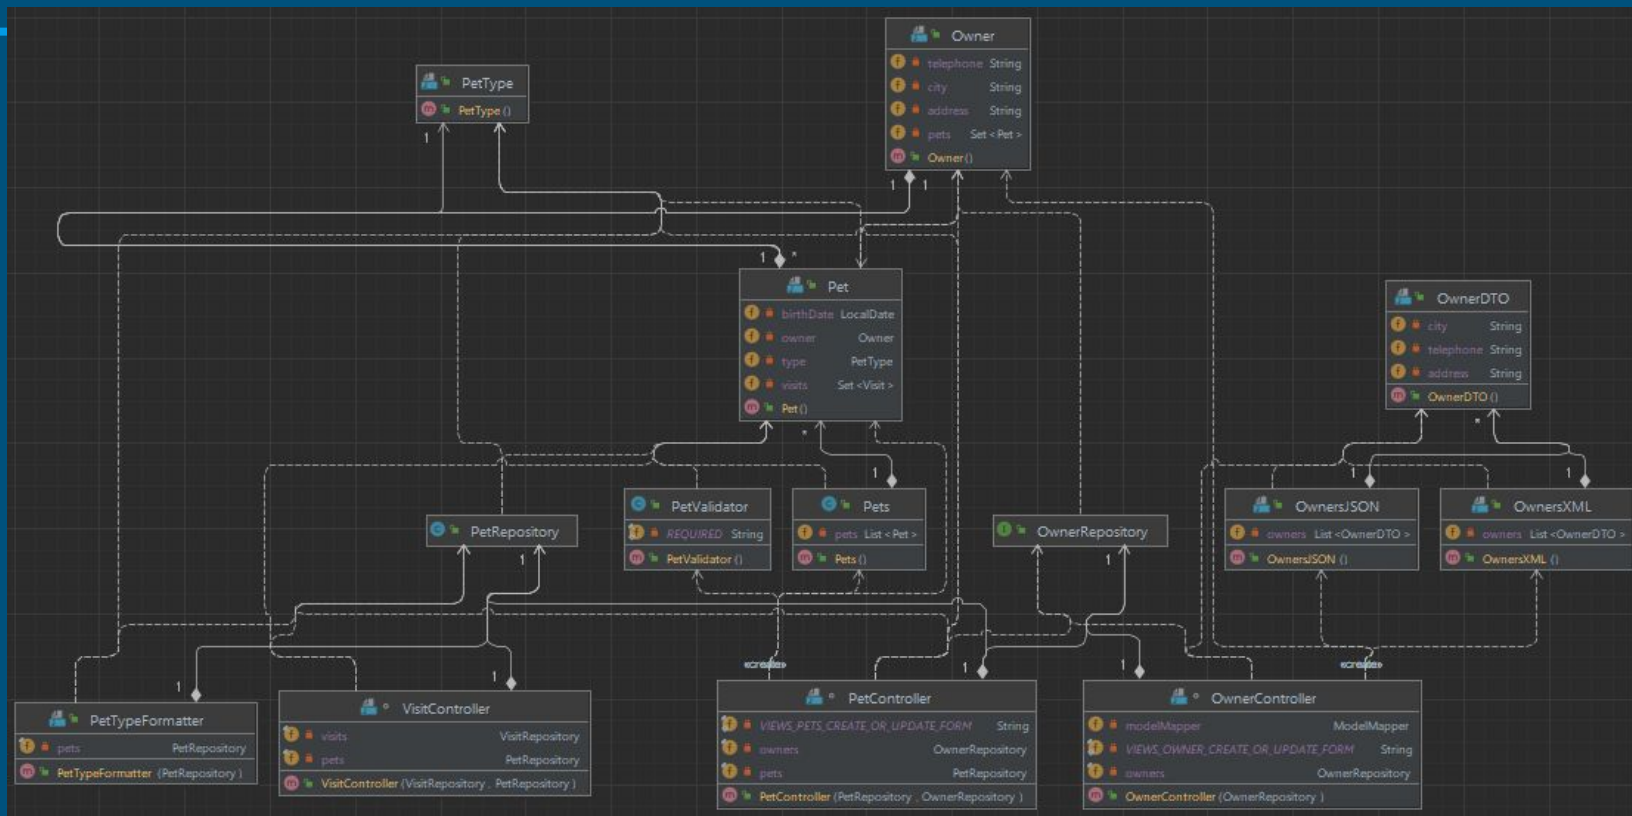 Owner
telephone String
city String
address String
pets Set<Pet>
Owner()
PetType
PetType()
1
1
1
1
*
Pet
birthDate LocalDate
owner Owner
type PetType
visits Set<Visit>
Pet()
OwnerDTO
city String
telephone String
address String
OwnerDTO()
*
*
1
1
1
PetRepository
PetValidator
REQUIRED String
PetValidator()
Pets
pets List<Pet>
Pets()
OwnerRepository
OwnersJSON
owners List<OwnerDTO>
OwnersJSON()
OwnersXML
owners List<OwnerDTO>
OwnersXML()
1
1
1
1
1
1
«create»
«create»
PetTypeFormatter
pets PetRepository
PetTypeFormatter(PetRepository)
VisitController
visits VisitRepository
pets PetRepository
VisitController(VisitRepository, PetRepository)
PetController
VIEWS_PETS_CREATE_OR_UPDATE_FORM String
owners OwnerRepository
pets PetRepository
PetController(PetRepository, OwnerRepository)
OwnerController
modelMapper ModelMapper
VIEWS_OWNER_CREATE_OR_UPDATE_FORM String
owners OwnerRepository
OwnerController(OwnerRepository)